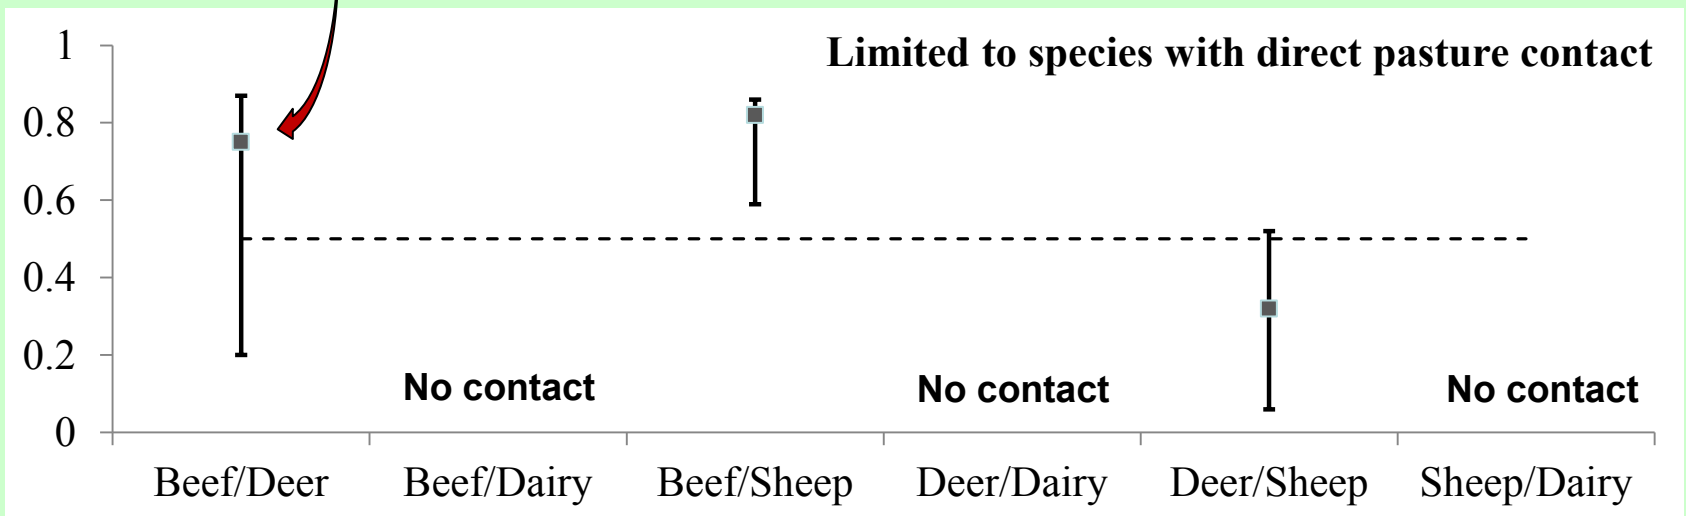 Limited to species with direct pasture contact
1
0.8
0.6
0.4
0.2
0
No contact No contact No contact
Beef/Deer Beef/Dairy Beef/Sheep Deer/Dairy Deer/Sheep Sheep/Dairy